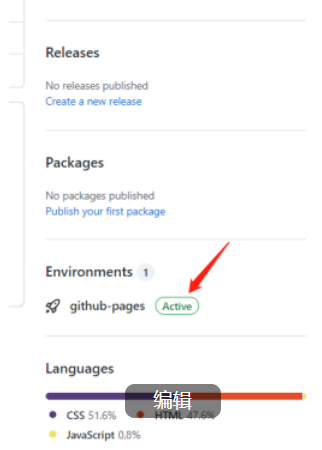 Releases
No releases published
Create a new release
Packages
No packages published
Publish your first package
Environments 1
github-pages Active
Languages
CSS 51.6% HTML 47.6%
编辑
JavaScript 0.8%